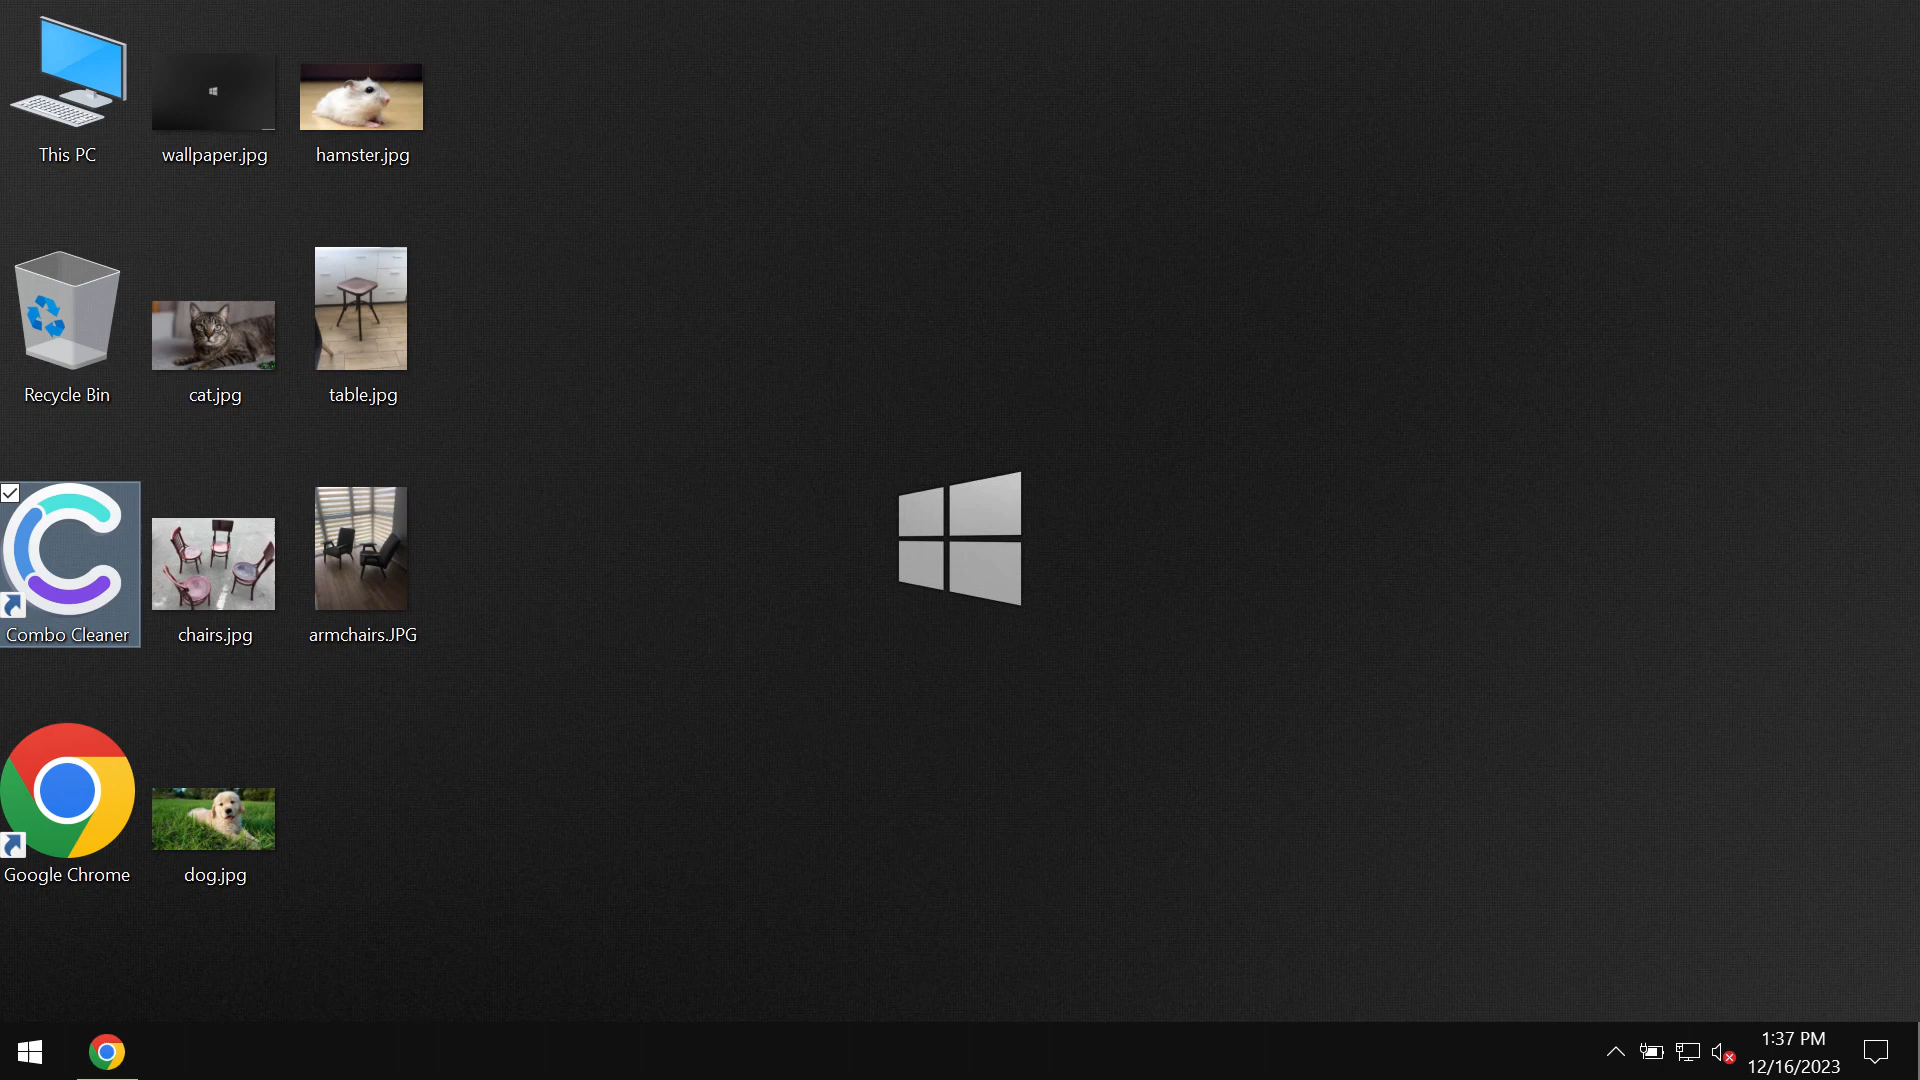 This PC
wallpaper.jpg
hamster.jpg
Recycle Bin
cat.jpg
table.jpg
Combo Cleaner
chairs.jpg
armchairs.JPG
Google Chrome
dog.jpg
1:37 PM
12/16/2023